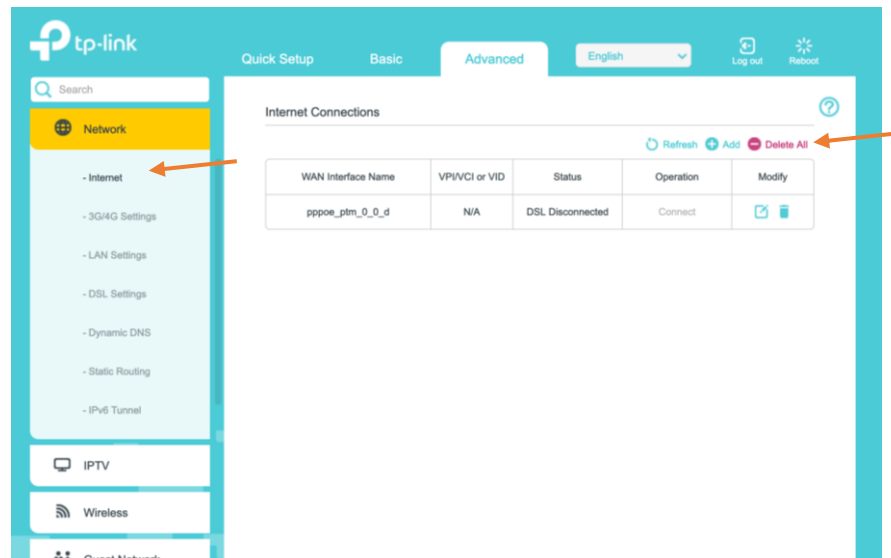 tp-link
Quick Setup Basic Advanced English Log out Reboot
Search
Network
- Internet
- 3G/4G Settings
- LAN Settings
- DSL Settings
- Dynamic DNS
- Static Routing
- IPv6 Tunnel
IPTV
Wireless
Guest Network
Internet Connections
Refresh Add Delete All
WAN Interface Name VPI/VCI or VID Status Operation Modify
pppoe_ptm_0_0_d N/A DSL Disconnected Connect